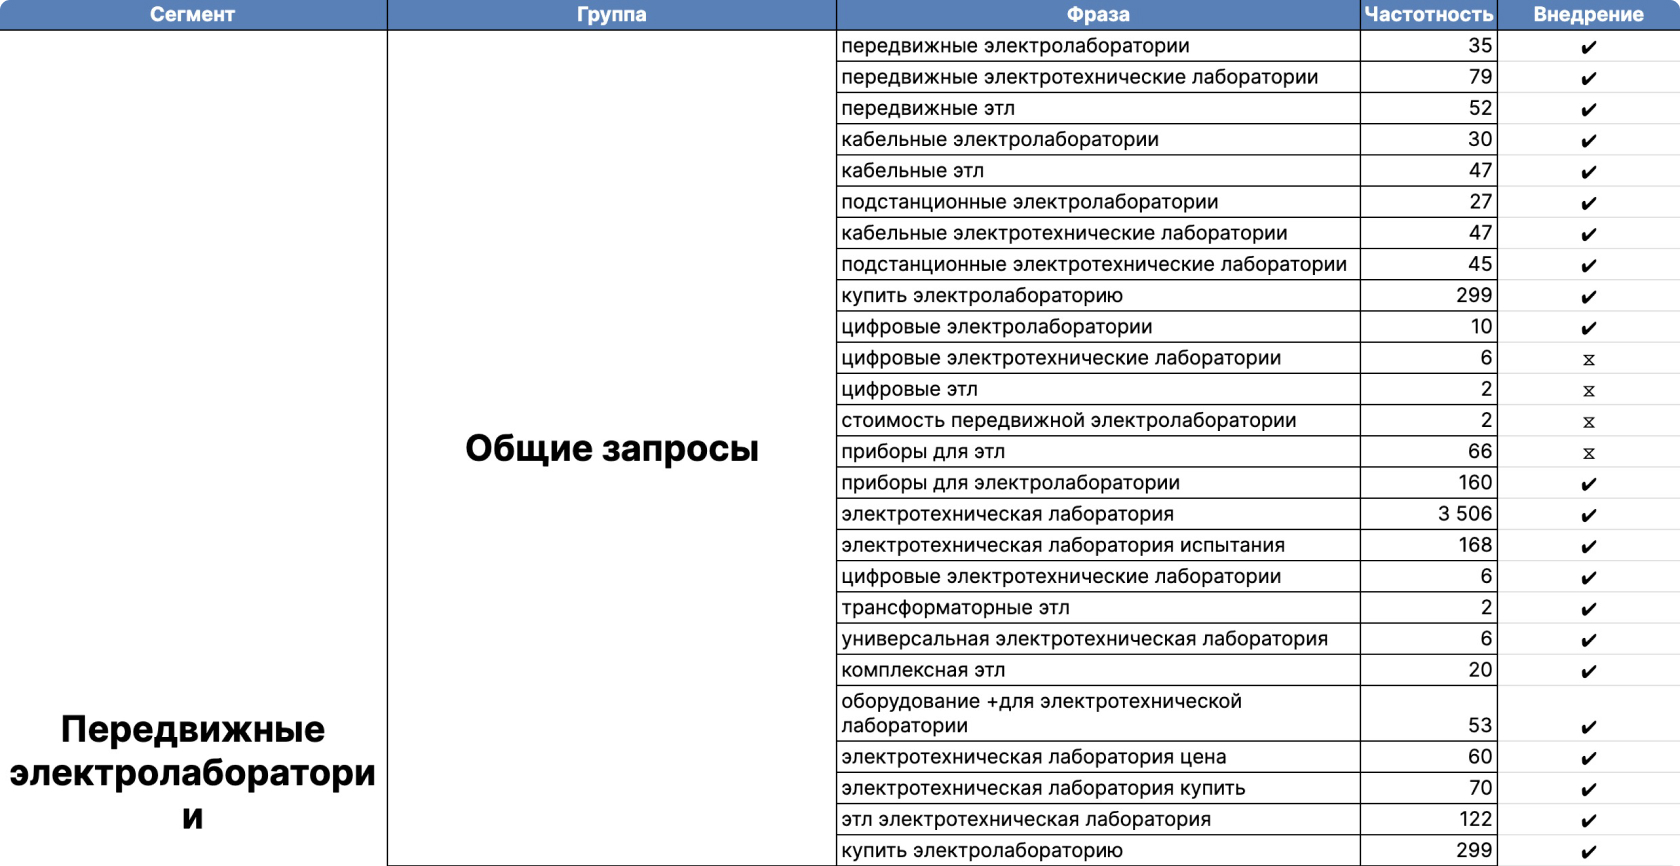 Сегмент Группа Фраза Частотность Внедрение
передвижные электролаборатории 35 ✔
передвижные электротехнические лаборатории 79 ✔
передвижные этл 52 ✔
кабельные электролаборатории 30 ✔
кабельные этл 47 ✔
подстанционные электролаборатории 27 ✔
кабельные электротехнические лаборатории 47 ✔
подстанционные электротехнические лаборатории 45 ✔
купить электролабораторию 299 ✔
цифровые электролаборатории 10 ✔
цифровые электротехнические лаборатории 6 ⧖
цифровые этл 2 ⧖
стоимость передвижной электролаборатории 2 ⧖
Общие запросы
приборы для этл 66 ⧖
приборы для электролаборатории 160 ✔
электротехническая лаборатория 3 506 ✔
электротехническая лаборатория испытания 168 ✔
цифровые электротехнические лаборатории 6 ✔
трансформаторные этл 2 ✔
универсальная электротехническая лаборатория 6 ✔
комплексная этл 20 ✔
оборудование +для электротехнической
лаборатории 53 ✔
Передвижные
электролаборатори
и
электротехническая лаборатория цена 60 ✔
электротехническая лаборатория купить 70 ✔
этл электротехническая лаборатория 122 ✔
купить электролабораторию 299 ✔